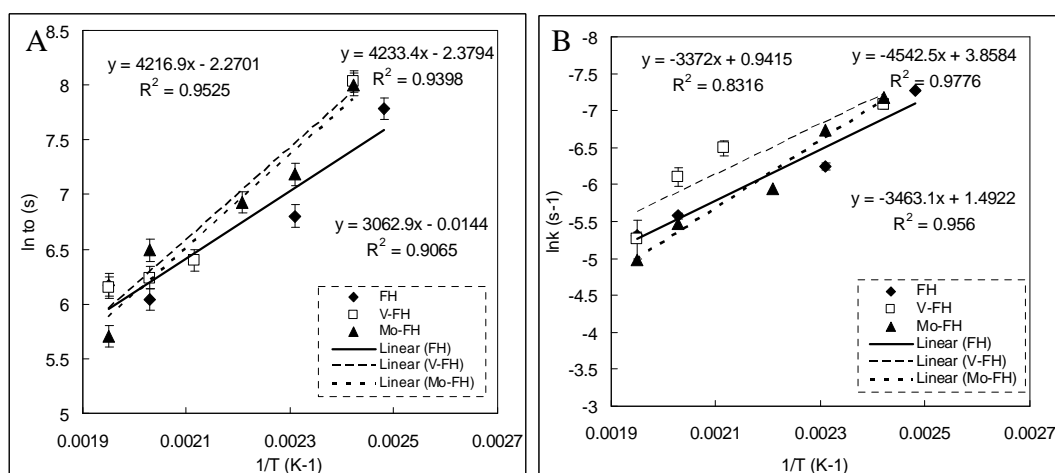 A
y = 4216.9x - 2.2701
R2 = 0.9525
y = 4233.4x - 2.3794
R2 = 0.9398
y = 3062.9x - 0.0144
R2 = 0.9065
ln to (s)
8.5
8
7.5
7
6.5
6
5.5
5
FH
V-FH
Mo-FH
Linear (FH)
Linear (V-FH)
Linear (Mo-FH)
0.0019 0.0021 0.0023 0.0025 0.0027
1/T (K-1)
B
y = -3372x + 0.9415
R2 = 0.8316
y = -4542.5x + 3.8584
R2 = 0.9776
y = -3463.1x + 1.4922
R2 = 0.956
lnk (s-1)
-8
-7.5
-7
-6.5
-6
-5.5
-5
-4.5
-4
-3.5
-3
FH
V-FH
Mo-FH
Linear (FH)
Linear (V-FH)
Linear (Mo-FH)
0.0019 0.0021 0.0023 0.0025 0.0027
1/T (K-1)